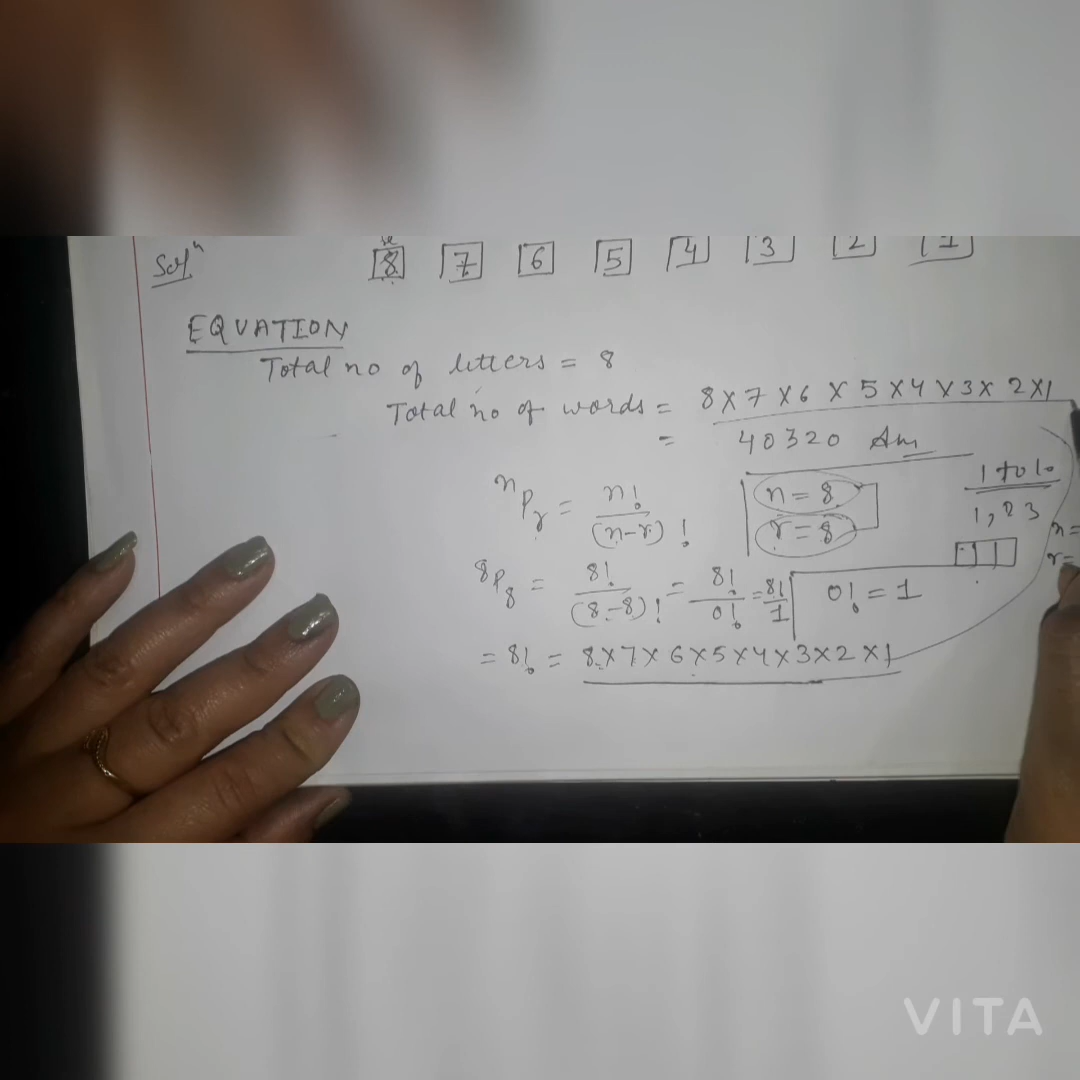 Solⁿ
8 7 6 5 4 3 2 1
EQUATION
Total no of letters = 8
Total no of words = 8 x 7 x 6 x 5 x 4 x 3 x 2 x 1
= 40320 Ans
ⁿPᵣ = n! / (n-r)!
n = 8
r = 8
1 to 10
1, 2 3
n=
r=
⁸P₈ = 8! / (8-8)! = 8! / 0! = 8! / 1
0! = 1
= 8! = 8 x 7 x 6 x 5 x 4 x 3 x 2 x 1
VITA